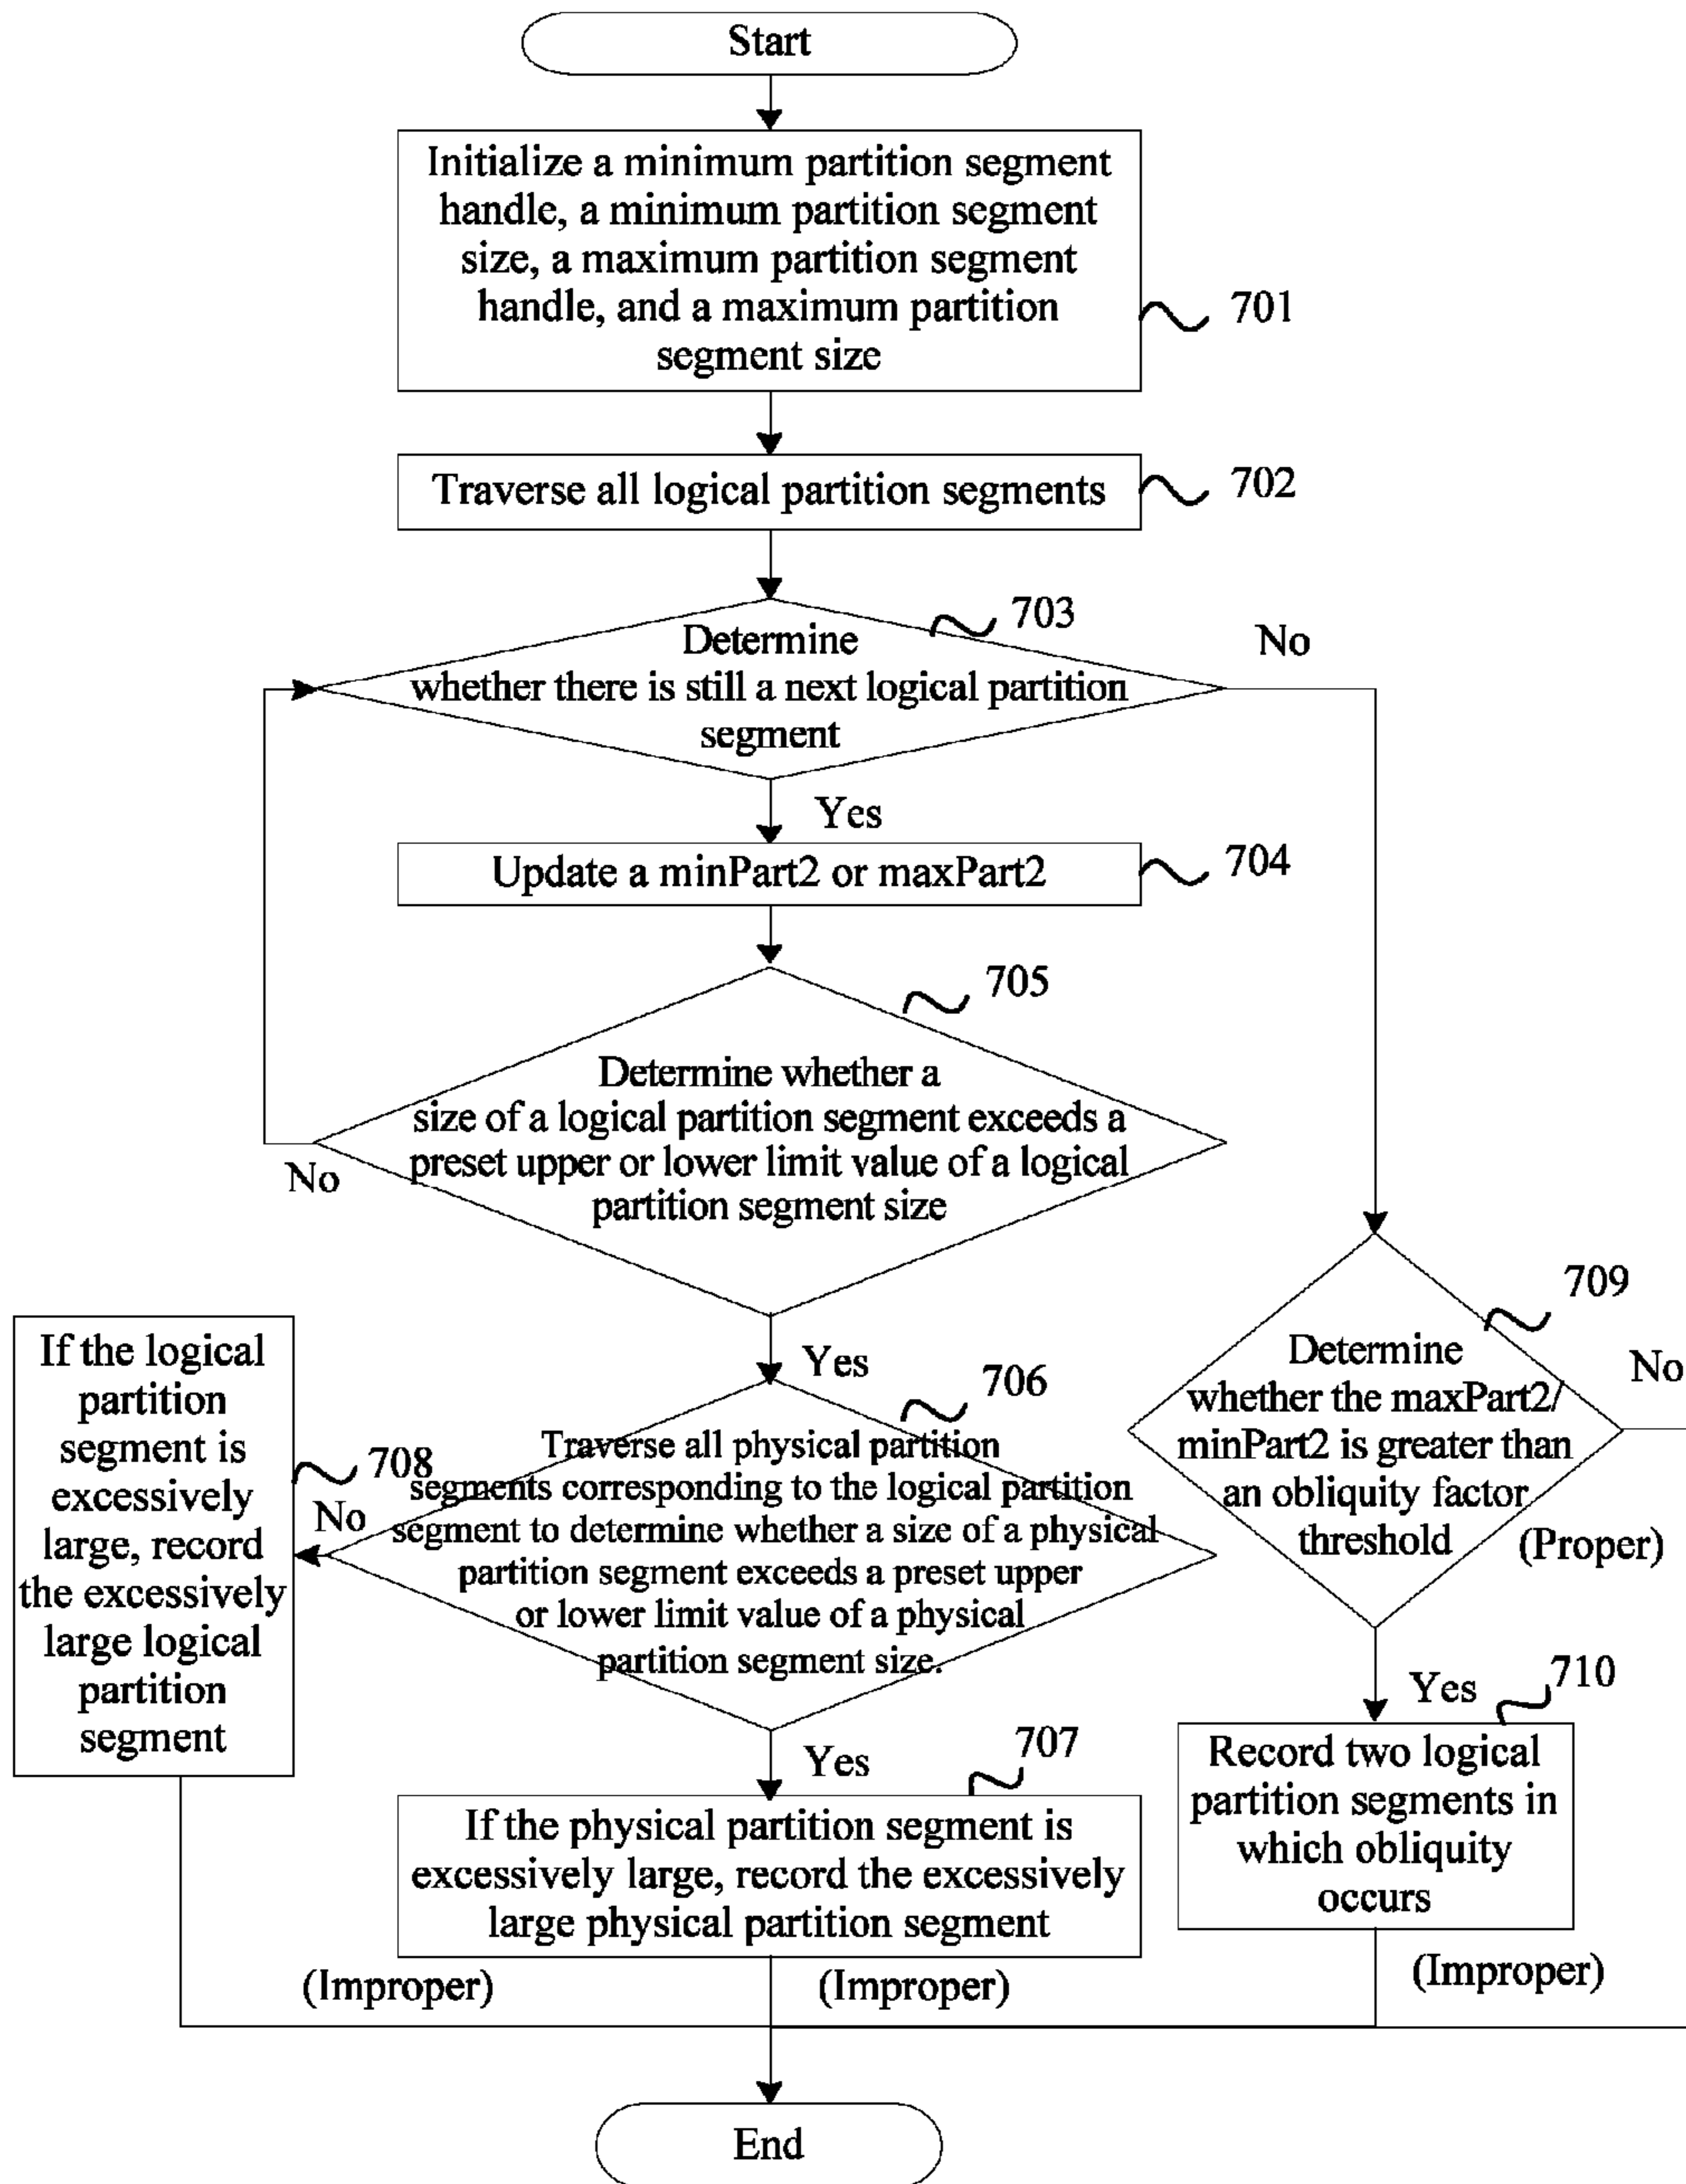 Start
Initialize a minimum partition segment
handle, a minimum partition segment
size, a maximum partition segment
handle, and a maximum partition
segment size
701
Traverse all logical partition segments
702
703
Determine
whether there is still a next logical partition
segment
No
Yes
Update a minPart2 or maxPart2
704
705
Determine whether a
size of a logical partition segment exceeds a
preset upper or lower limit value of a logical
partition segment size
No
Yes
706
Traverse all physical partition
segments corresponding to the logical partition
segment to determine whether a size of a physical
partition segment exceeds a preset upper
or lower limit value of a physical
partition segment size.
No
708
If the logical
partition
segment is
excessively
large, record
the excessively
large logical
partition
segment
Yes
707
If the physical partition segment is
excessively large, record the excessively
large physical partition segment
(Improper)
(Improper)
709
Determine
whether the maxPart2/
minPart2 is greater than
an obliquity factor
threshold
No
(Proper)
Yes
710
Record two logical
partition segments in
which obliquity
occurs
(Improper)
End